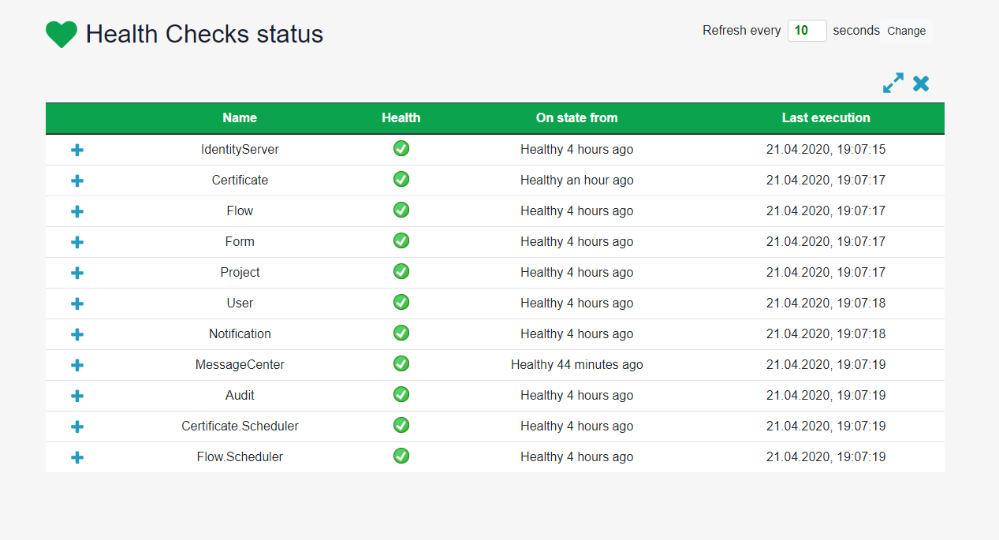 Health Checks status
Refresh every 10 seconds Change
Name Health On state from Last execution
IdentityServer Healthy 4 hours ago 21.04.2020, 19:07:15
Certificate Healthy an hour ago 21.04.2020, 19:07:17
Flow Healthy 4 hours ago 21.04.2020, 19:07:17
Form Healthy 4 hours ago 21.04.2020, 19:07:17
Project Healthy 4 hours ago 21.04.2020, 19:07:17
User Healthy 4 hours ago 21.04.2020, 19:07:18
Notification Healthy 4 hours ago 21.04.2020, 19:07:18
MessageCenter Healthy 44 minutes ago 21.04.2020, 19:07:19
Audit Healthy 4 hours ago 21.04.2020, 19:07:19
Certificate.Scheduler Healthy 4 hours ago 21.04.2020, 19:07:19
Flow.Scheduler Healthy 4 hours ago 21.04.2020, 19:07:19